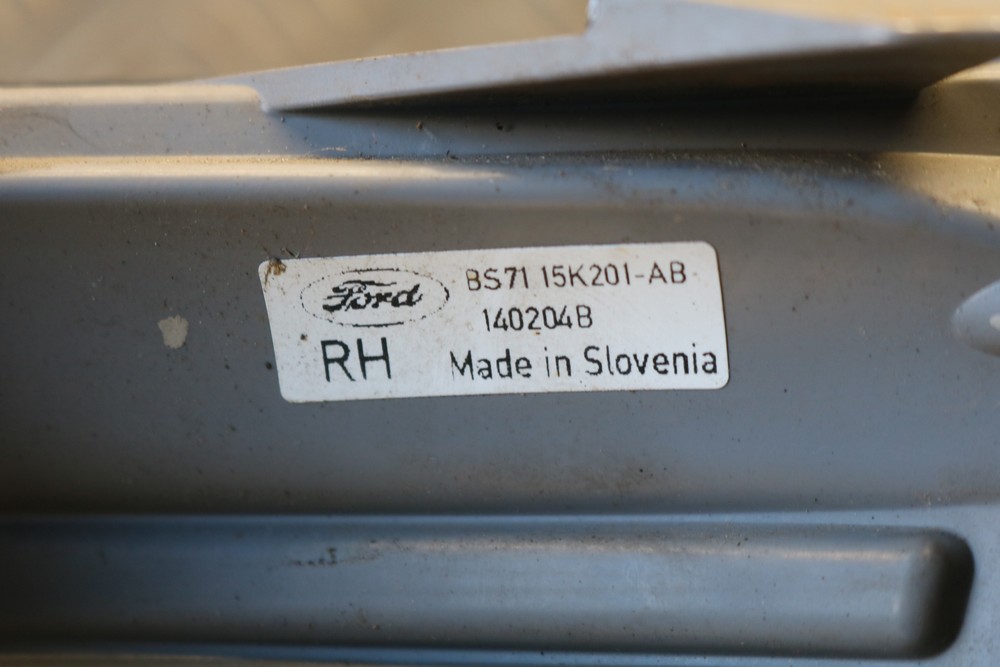 Ford
BS71 15K201-AB
140204B
RH
Made in Slovenia